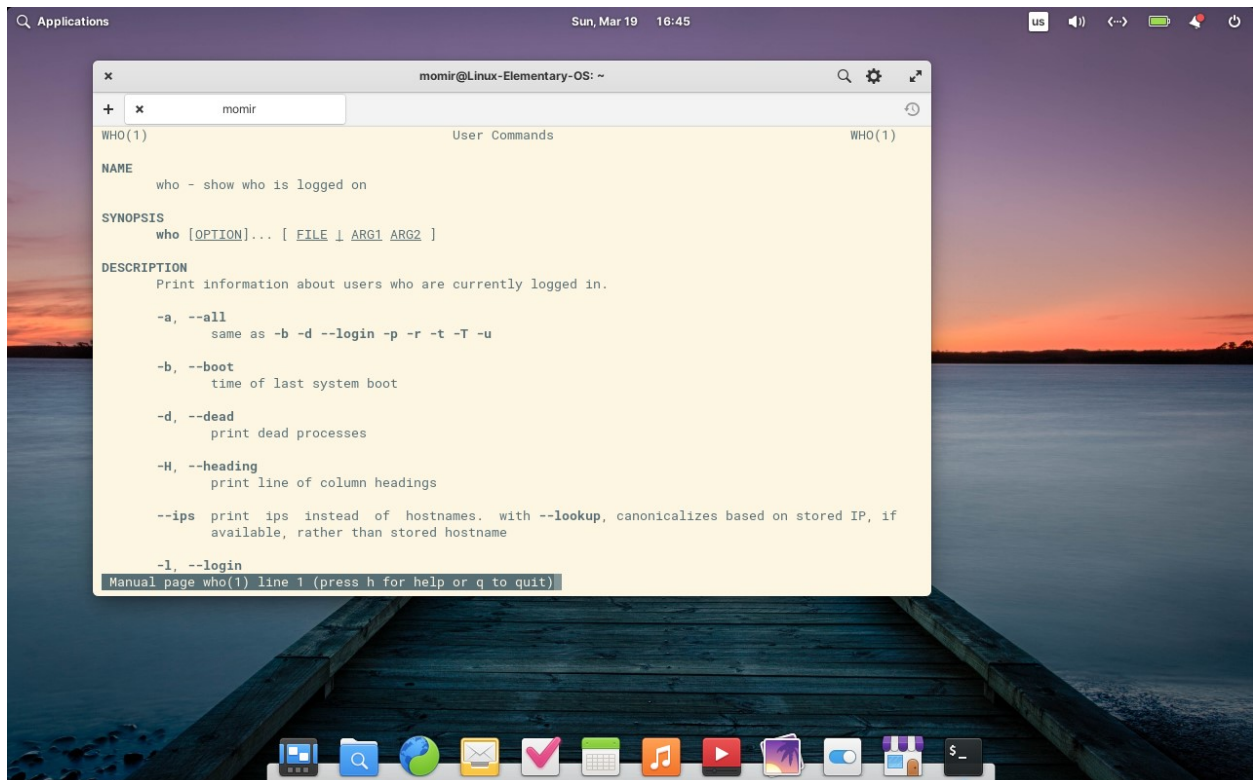 Applications
Sun, Mar 19 16:45
us
momir@Linux-Elementary-OS: ~
momir
WHO(1) User Commands WHO(1)
NAME
who - show who is logged on
SYNOPSIS
who [OPTION]... [ FILE | ARG1 ARG2 ]
DESCRIPTION
Print information about users who are currently logged in.
-a, --all
same as -b -d --login -p -r -t -T -u
-b, --boot
time of last system boot
-d, --dead
print dead processes
-H, --heading
print line of column headings
--ips print ips instead of hostnames. with --lookup, canonicalizes based on stored IP, if
available, rather than stored hostname
-l, --login
Manual page who(1) line 1 (press h for help or q to quit)
$_